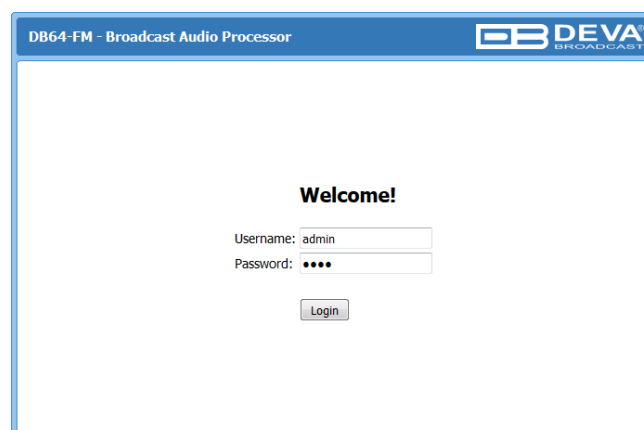 DB64-FM - Broadcast Audio Processor
DEVA®
BROADCAST
Welcome!
Username: admin
Password: ••••
Login